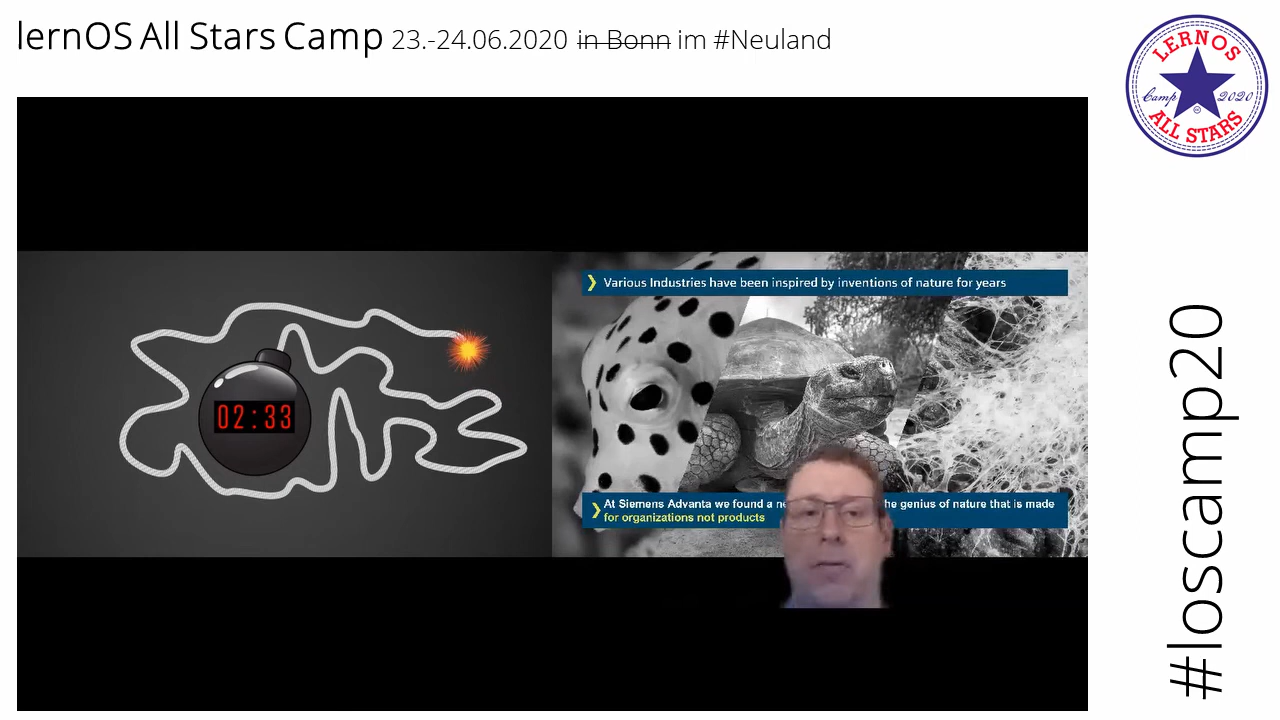 lernOS All Stars Camp 23.-24.06.2020 in Bonn im #Neuland
LERNOS
Camp 2020
ALL STARS
Various Industries have been inspired by inventions of nature for years
02:33
At Siemens Advanta we found a he genius of nature that is made
for organizations not products
#loscamp20